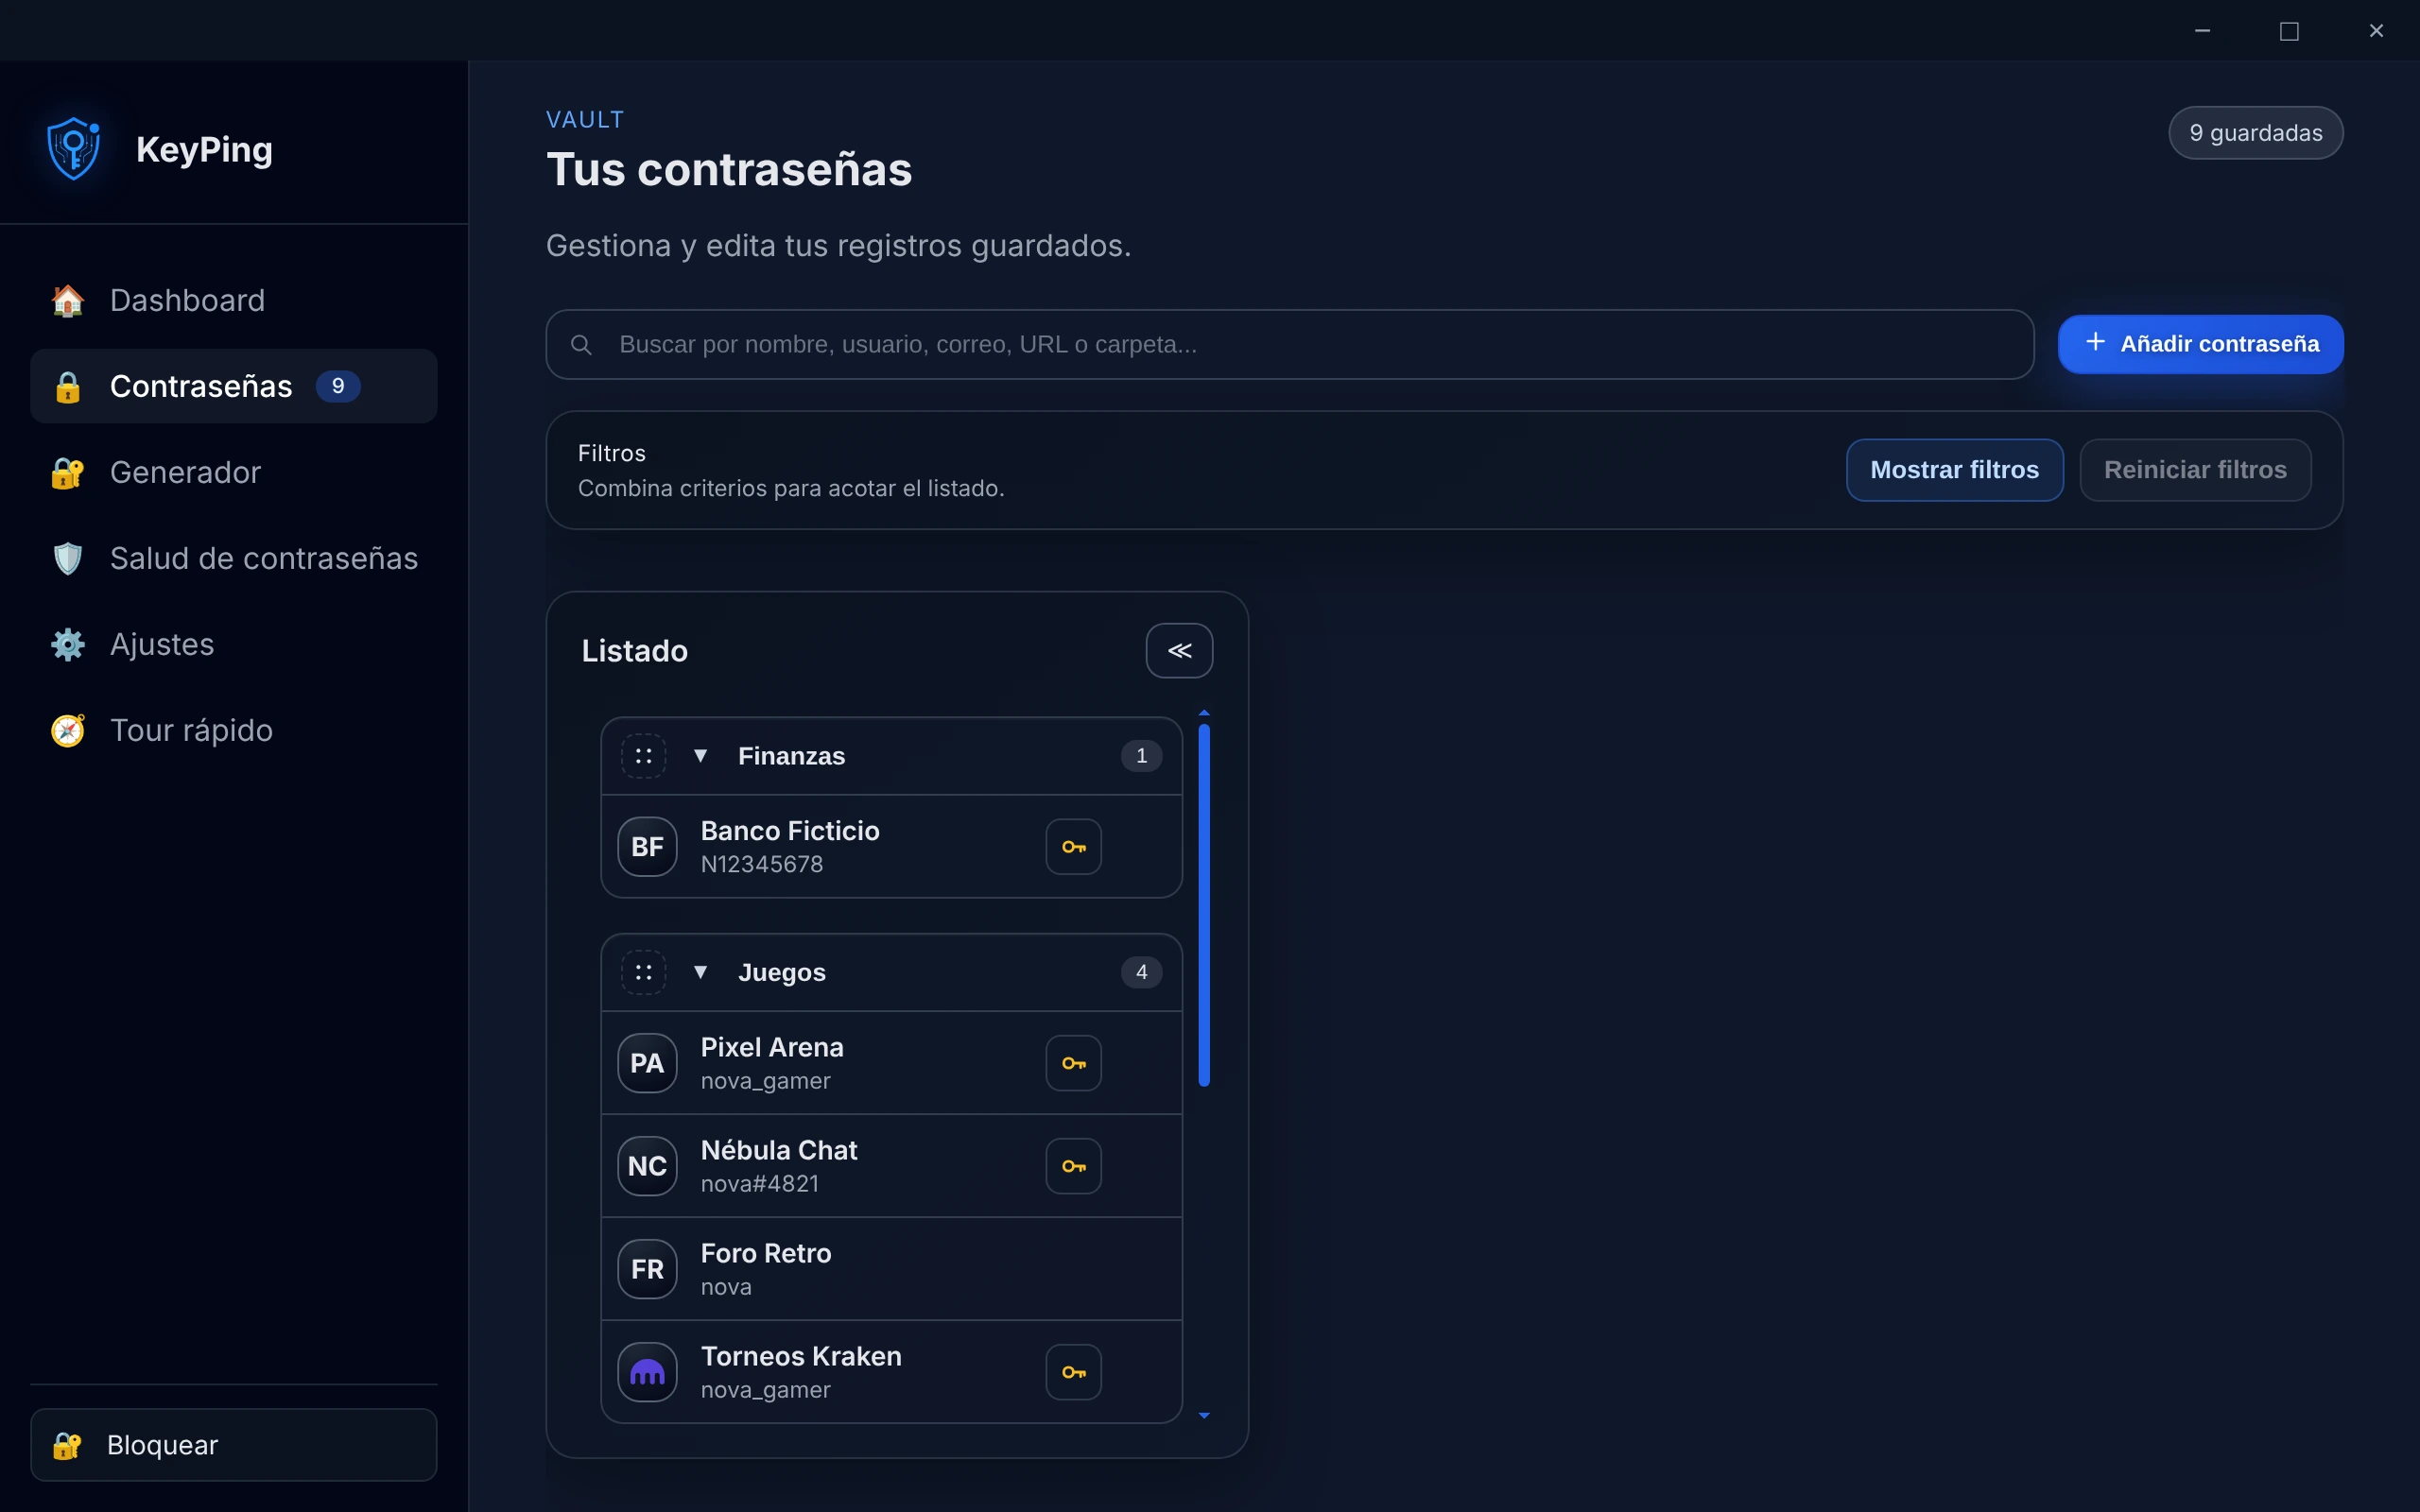 KeyPing
Dashboard
Contraseñas 9
Generador
Salud de contraseñas
Ajustes
Tour rápido
Bloquear
VAULT
Tus contraseñas
9 guardadas
Gestiona y edita tus registros guardados.
Buscar por nombre, usuario, correo, URL o carpeta...
+ Añadir contraseña
Filtros
Combina criterios para acotar el listado.
Mostrar filtros
Reiniciar filtros
Listado
Finanzas 1
BF
Banco Ficticio
N12345678
Juegos 4
PA
Pixel Arena
nova_gamer
NC
Nébula Chat
nova#4821
FR
Foro Retro
nova
Torneos Kraken
nova_gamer